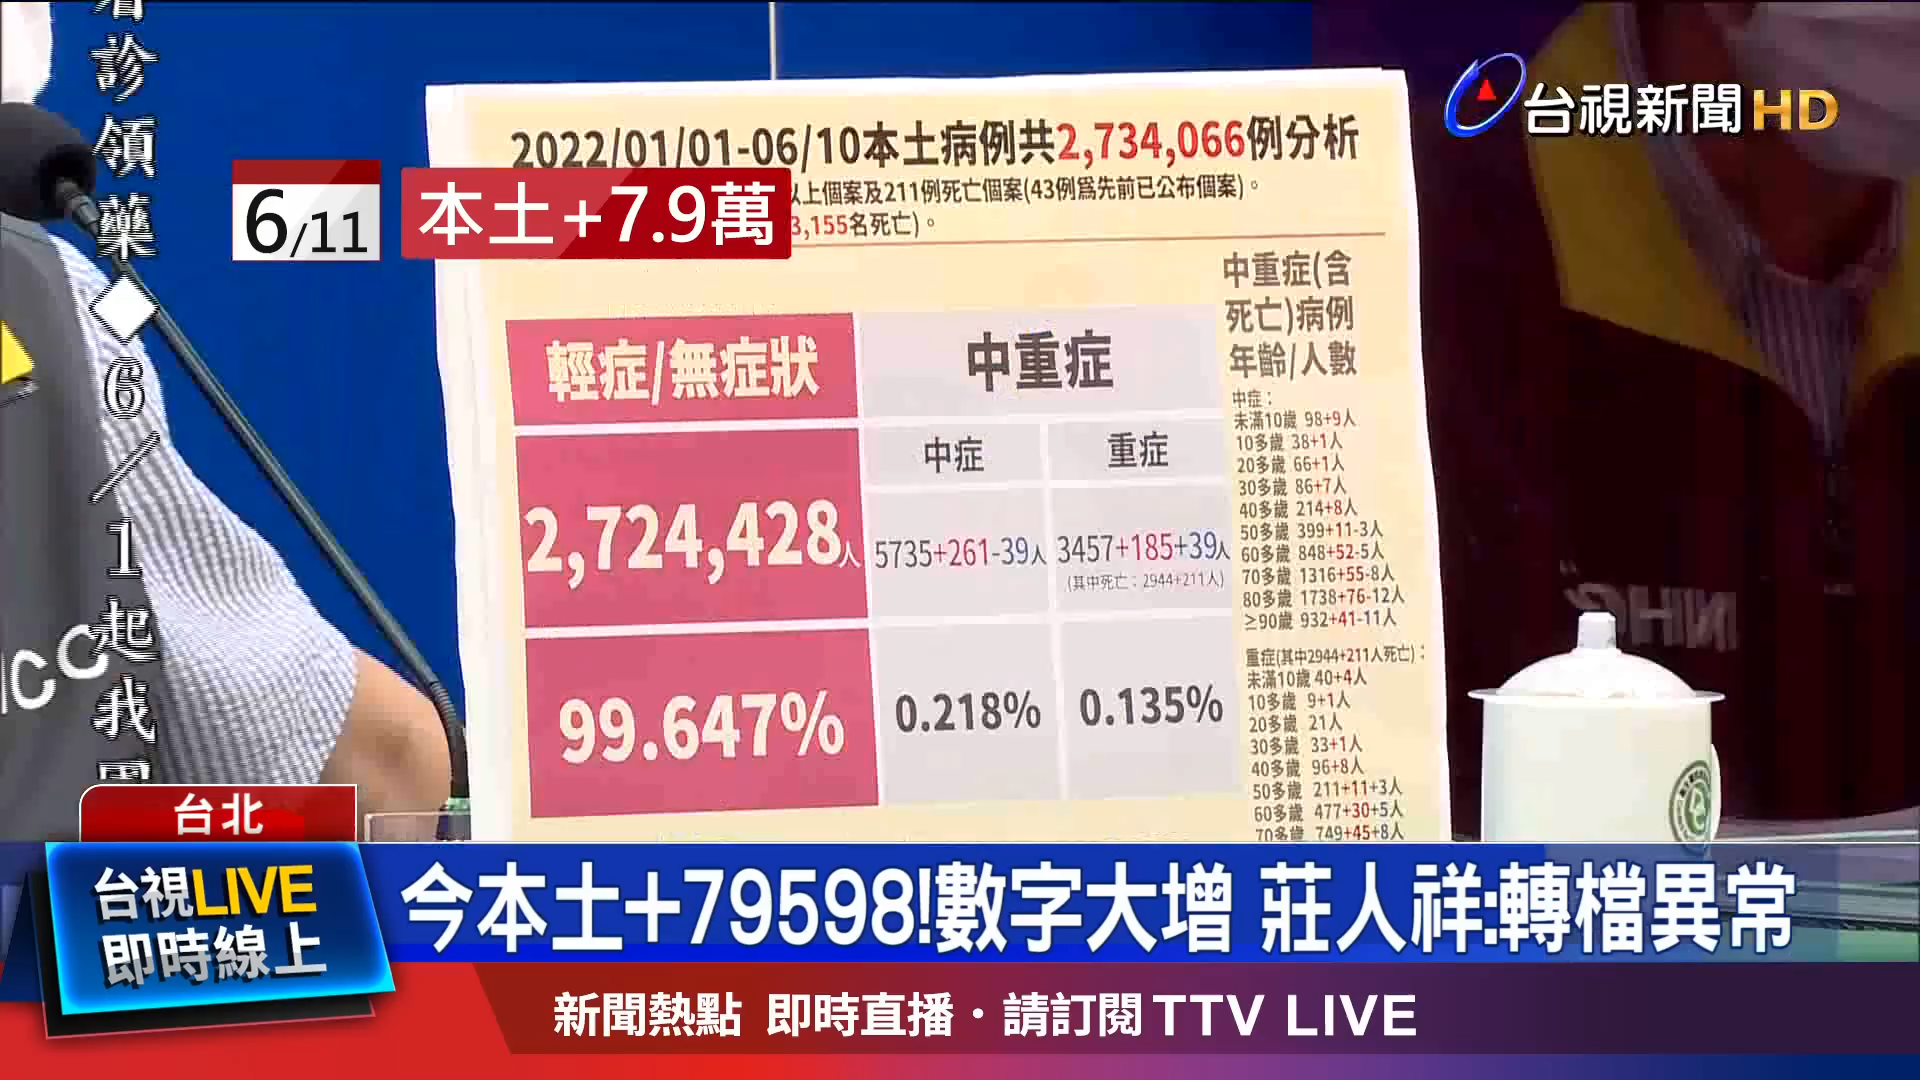 診領藥◆6/1起我
台視新聞HD
6/11
本土+7.9萬
2022/01/01-06/10本土病例共2,734,066例分析
以上個案及211例死亡個案(43例為先前已公布個案)。
3,155名死亡)。
輕症/無症狀
中重症
中症
重症
2,724,428人
5735+261-39人
3457+185+39人
(其中死亡:2944+211人)
99.647%
0.218%
0.135%
中重症(含
死亡)病例
年齡/人數
中症:
未滿10歲 98+9人
10多歲 38+1人
20多歲 66+1人
30多歲 86+7人
40多歲 214+8人
50多歲 399+11-3人
60多歲 848+52-5人
70多歲 1316+55-8人
80多歲 1738+76-12人
≥90歲 932+41-11人
重症(其中2944+211人死亡):
未滿10歲 40+4人
10多歲 9+1人
20多歲 21人
30多歲 33+1人
40多歲 96+8人
50多歲 211+11+3人
60多歲 477+30+5人
70多歲 749+45+8人
台北
台視LIVE
即時線上
今本土+79598!數字大增 莊人祥:轉檔異常
新聞熱點 即時直播・請訂閱TTV LIVE